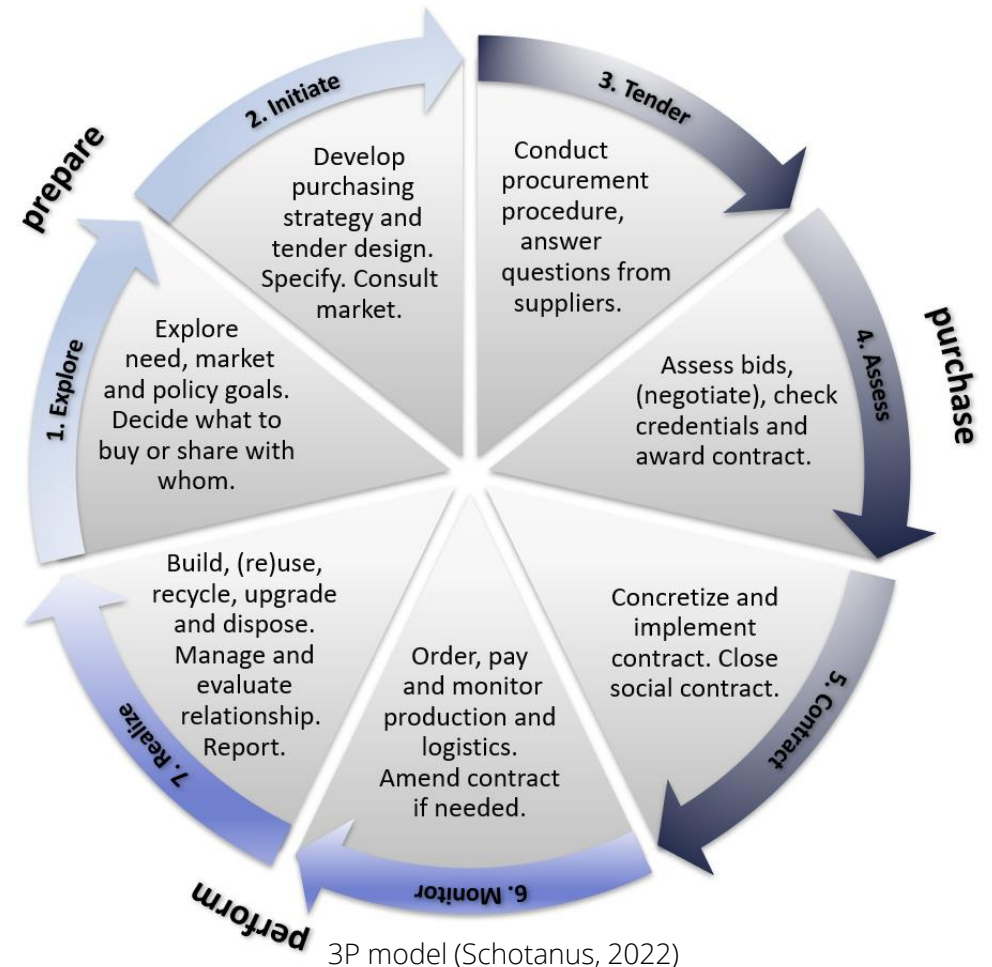 prepare
1. Explore
Explore
need, market
and policy goals.
Decide what to
buy or share with
whom.
2. Initiate
Develop
purchasing
strategy and
tender design.
Specify. Consult
market.
purchase
3. Tender
Conduct
procurement
procedure,
answer
questions from
suppliers.
4. Assess
Assess bids,
(negotiate), check
credentials and
award contract.
5. Contract
Concretize and
implement
contract. Close
social contract.
perform
6. Monitor
Order, pay
and monitor
production and
logistics.
Amend contract
if needed.
7. Realize
Build, (re)use,
recycle, upgrade
and dispose.
Manage and
evaluate
relationship.
Report.
3P model (Schotanus, 2022)